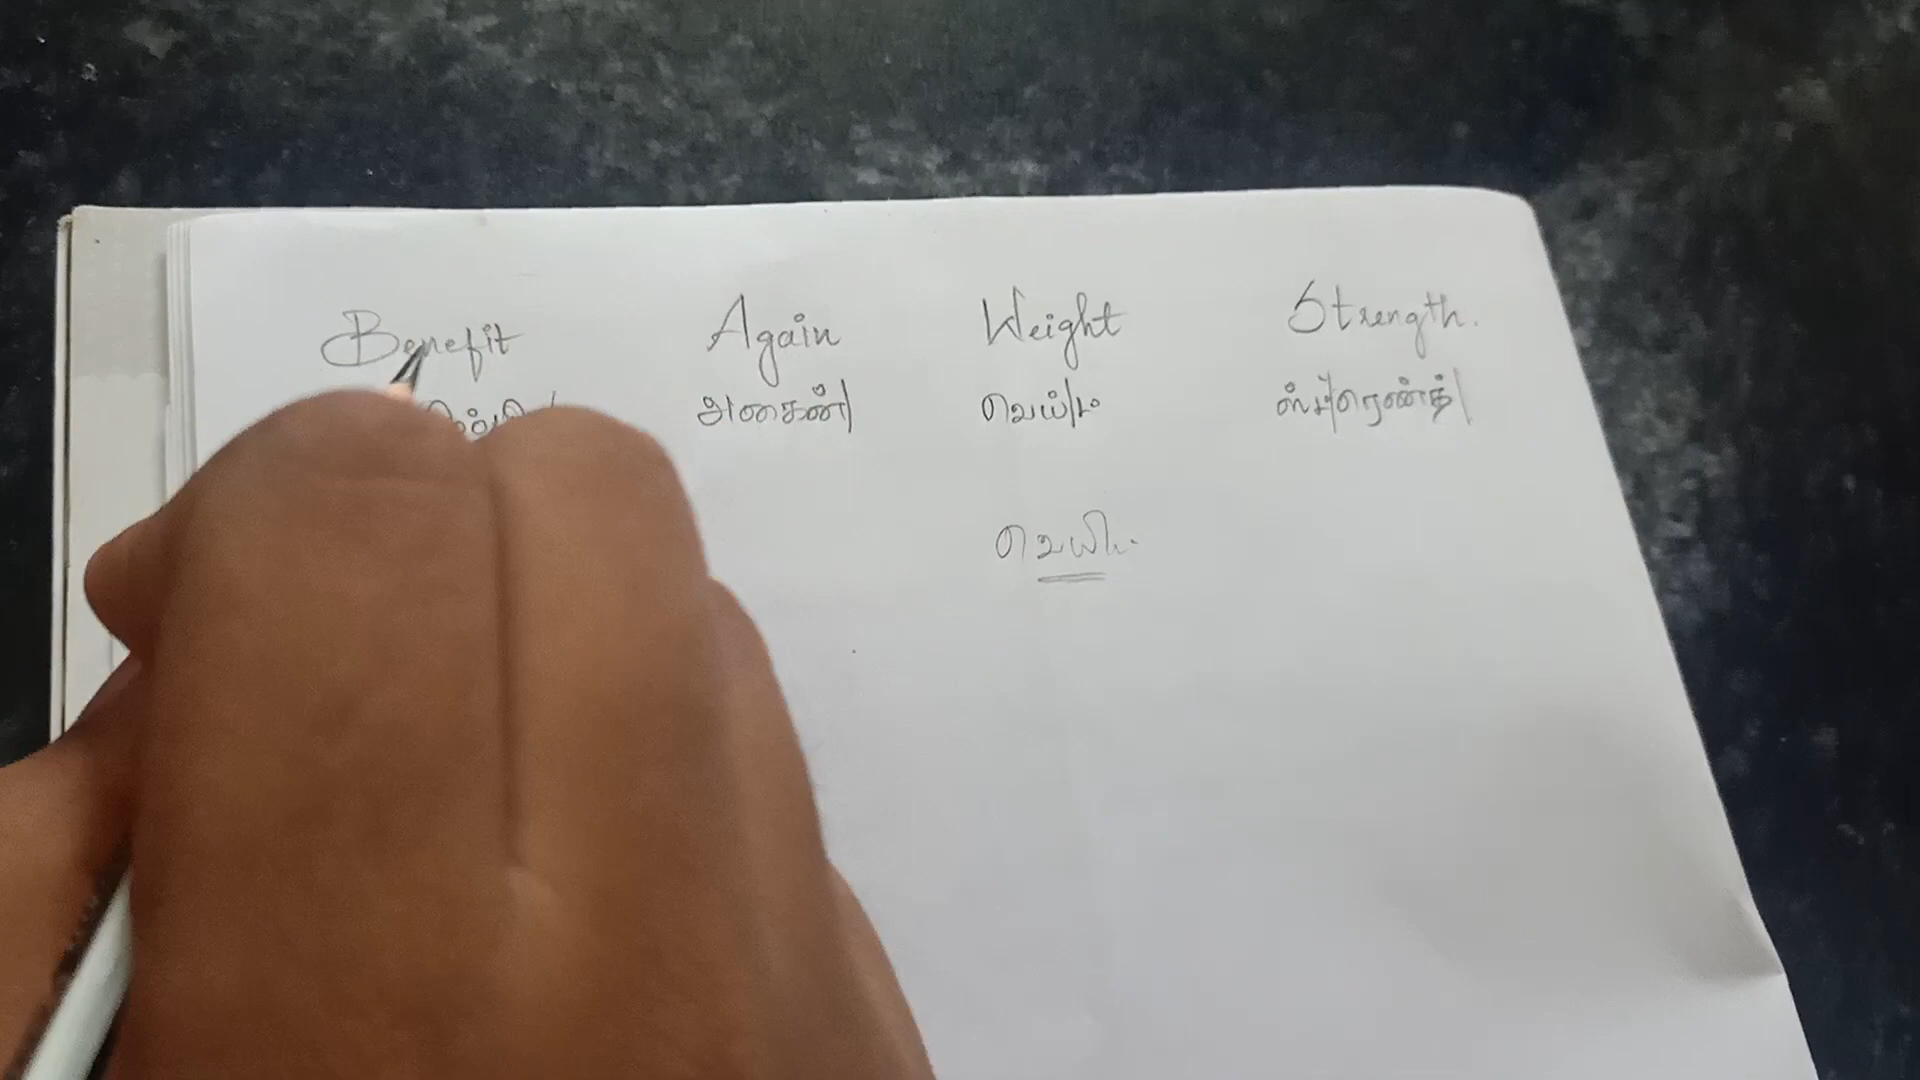 Benefit Again Weight Strength.
அகைன் வெய்ட் ஸ்ட்ரெண்த்
வெயிட்